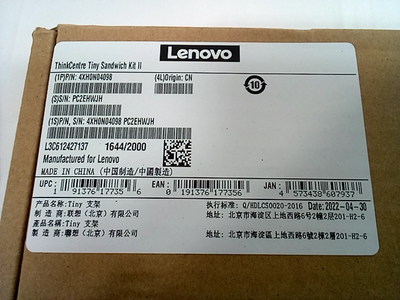 Lenovo
ThinkCentre Tiny Sandwich Kit II
(1P)P/N: 4XH0N04098
(4L)Origin: CN
(S)S/N: PC2EHWJH
10
(1S)P/N, S/N: 4XH0N04098 PC2EHWJH
L3C612427137 1644/2000
Manufactured for Lenovo
MADE IN CHINA (中国制造/中國製造)
UPC: 1 91376 17735 6 EAN: 0 191376 177356 JAN: 4 573438 607937
产品名称:Tiny 支架 执行标准: Q/HDLCS0020-2016 Date:2022-04-30
制 造 商:联想(北京)有限公司 地址: 北京市海淀区上地西路6号2幢2层201-H2-6
產品名稱:Tiny 支架
製 造 商:聯想(北京)有限公司 地址: 北京市海淀區上地西路6號2棟2層201-H2-6